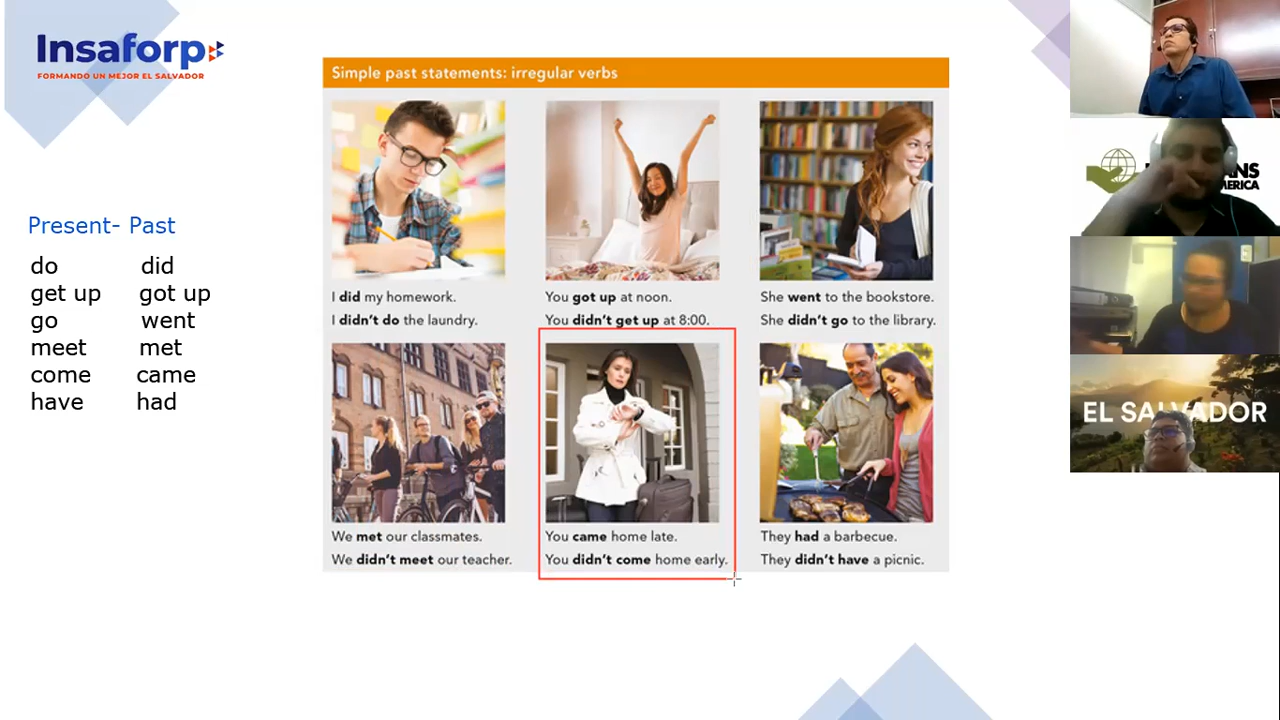 Insaforp
FORMANDO UN MEJOR EL SALVADOR
Present- Past
do did
get up got up
go went
meet met
come came
have had
Simple past statements: irregular verbs
I did my homework.
I didn't do the laundry.
You got up at noon.
You didn't get up at 8:00.
She went to the bookstore.
She didn't go to the library.
We met our classmates.
We didn't meet our teacher.
You came home late.
You didn't come home early.
They had a barbecue.
They didn't have a picnic.
EL SALVADOR